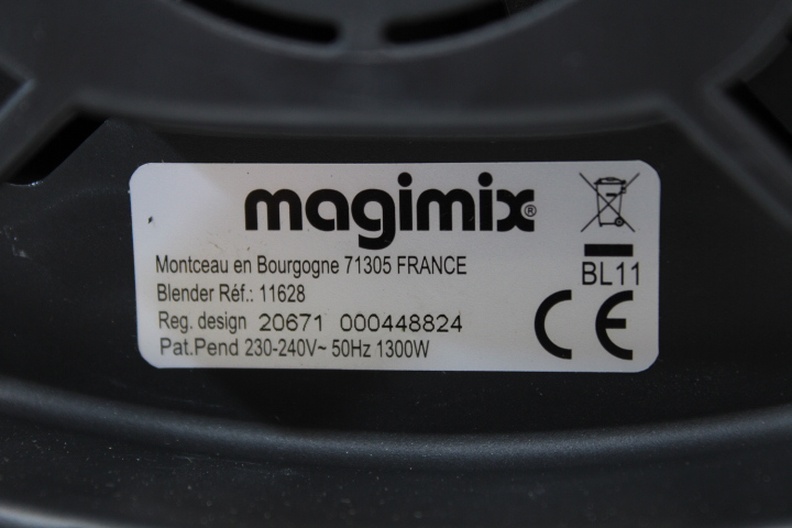 magimix®
Montceau en Bourgogne 71305 FRANCE
Blender Réf.: 11628
Reg. design 20671 000448824
Pat.Pend 230-240V~ 50Hz 1300W
BL11
CE